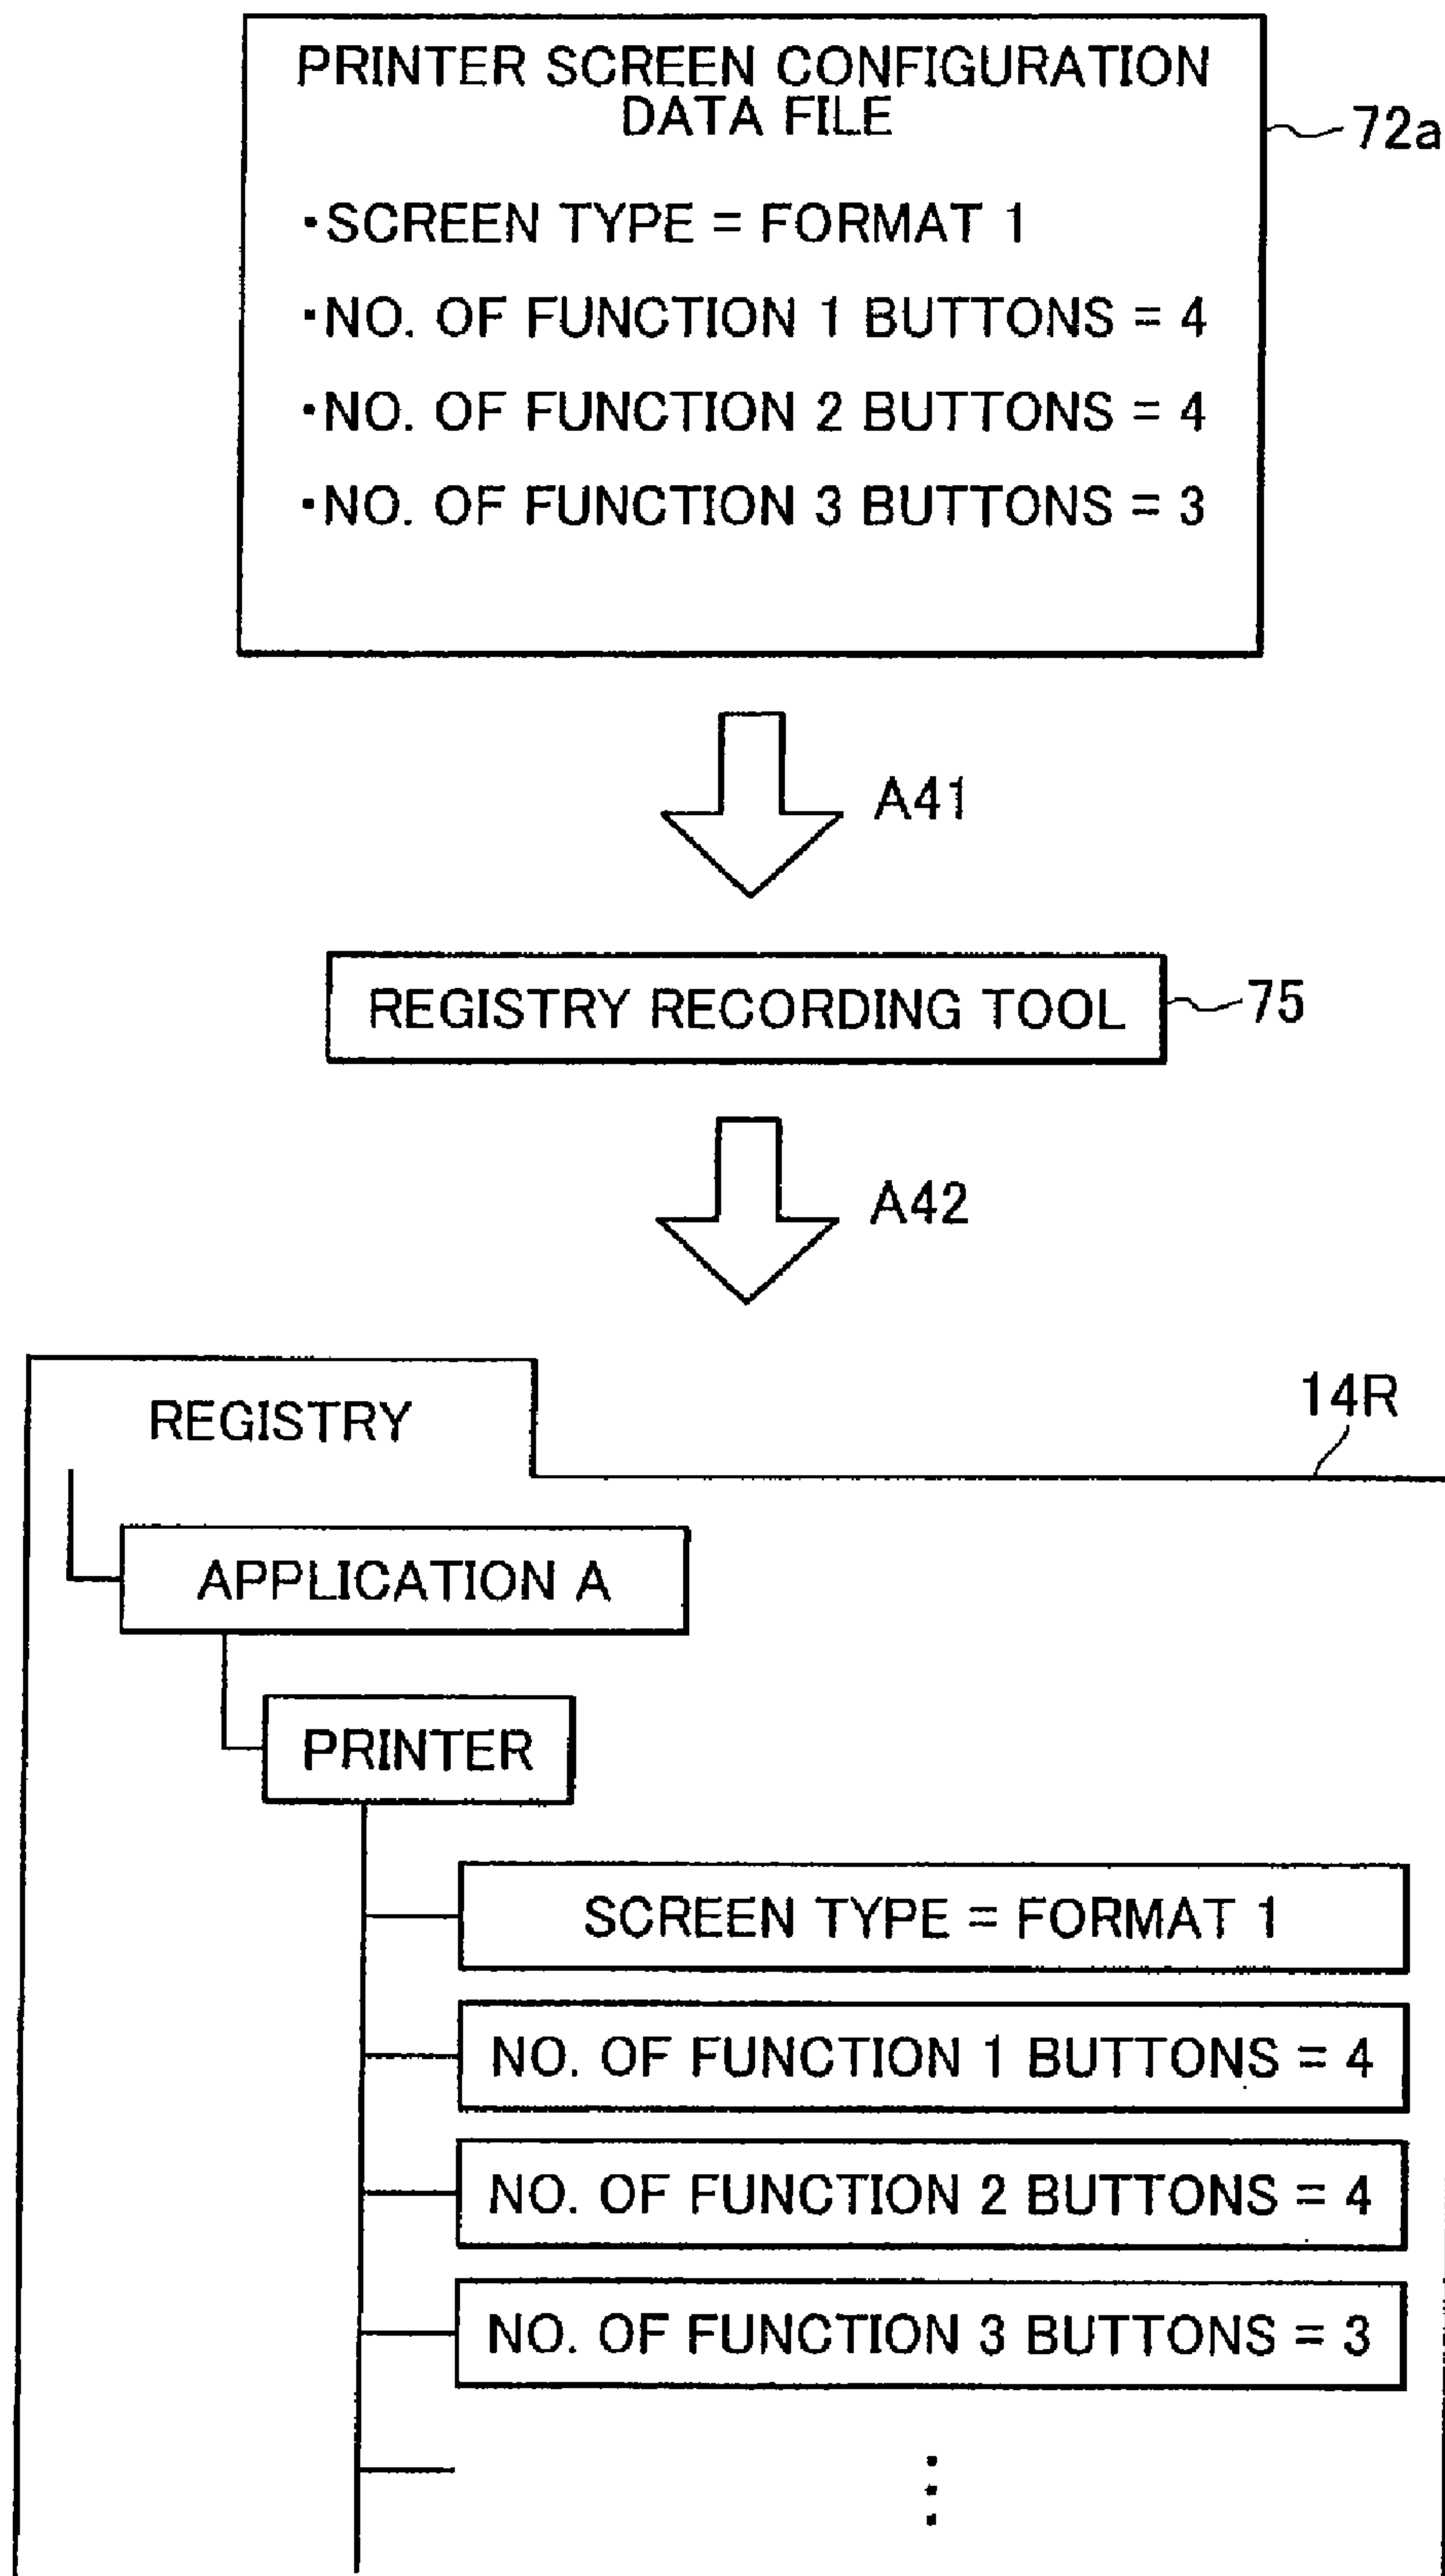 PRINTER SCREEN CONFIGURATION
DATA FILE
72a
・SCREEN TYPE = FORMAT 1
・NO. OF FUNCTION 1 BUTTONS = 4
・NO. OF FUNCTION 2 BUTTONS = 4
・NO. OF FUNCTION 3 BUTTONS = 3
A41
REGISTRY RECORDING TOOL
75
A42
14R
REGISTRY
APPLICATION A
PRINTER
SCREEN TYPE = FORMAT 1
NO. OF FUNCTION 1 BUTTONS = 4
NO. OF FUNCTION 2 BUTTONS = 4
NO. OF FUNCTION 3 BUTTONS = 3